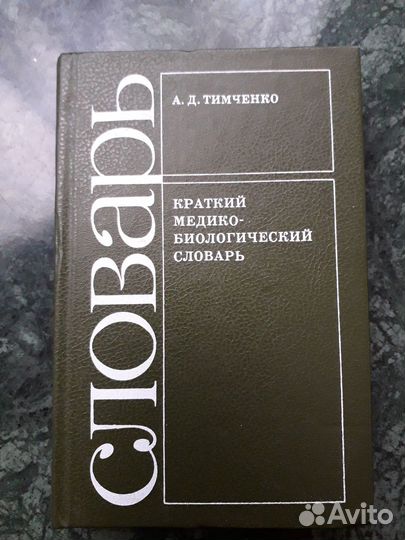 СЛОВарь
А. Д. ТИМЧЕНКО
КРАТКИЙ
МЕДИКО-
БИОЛОГИЧЕСКИЙ
СЛОВАРЬ
Avito